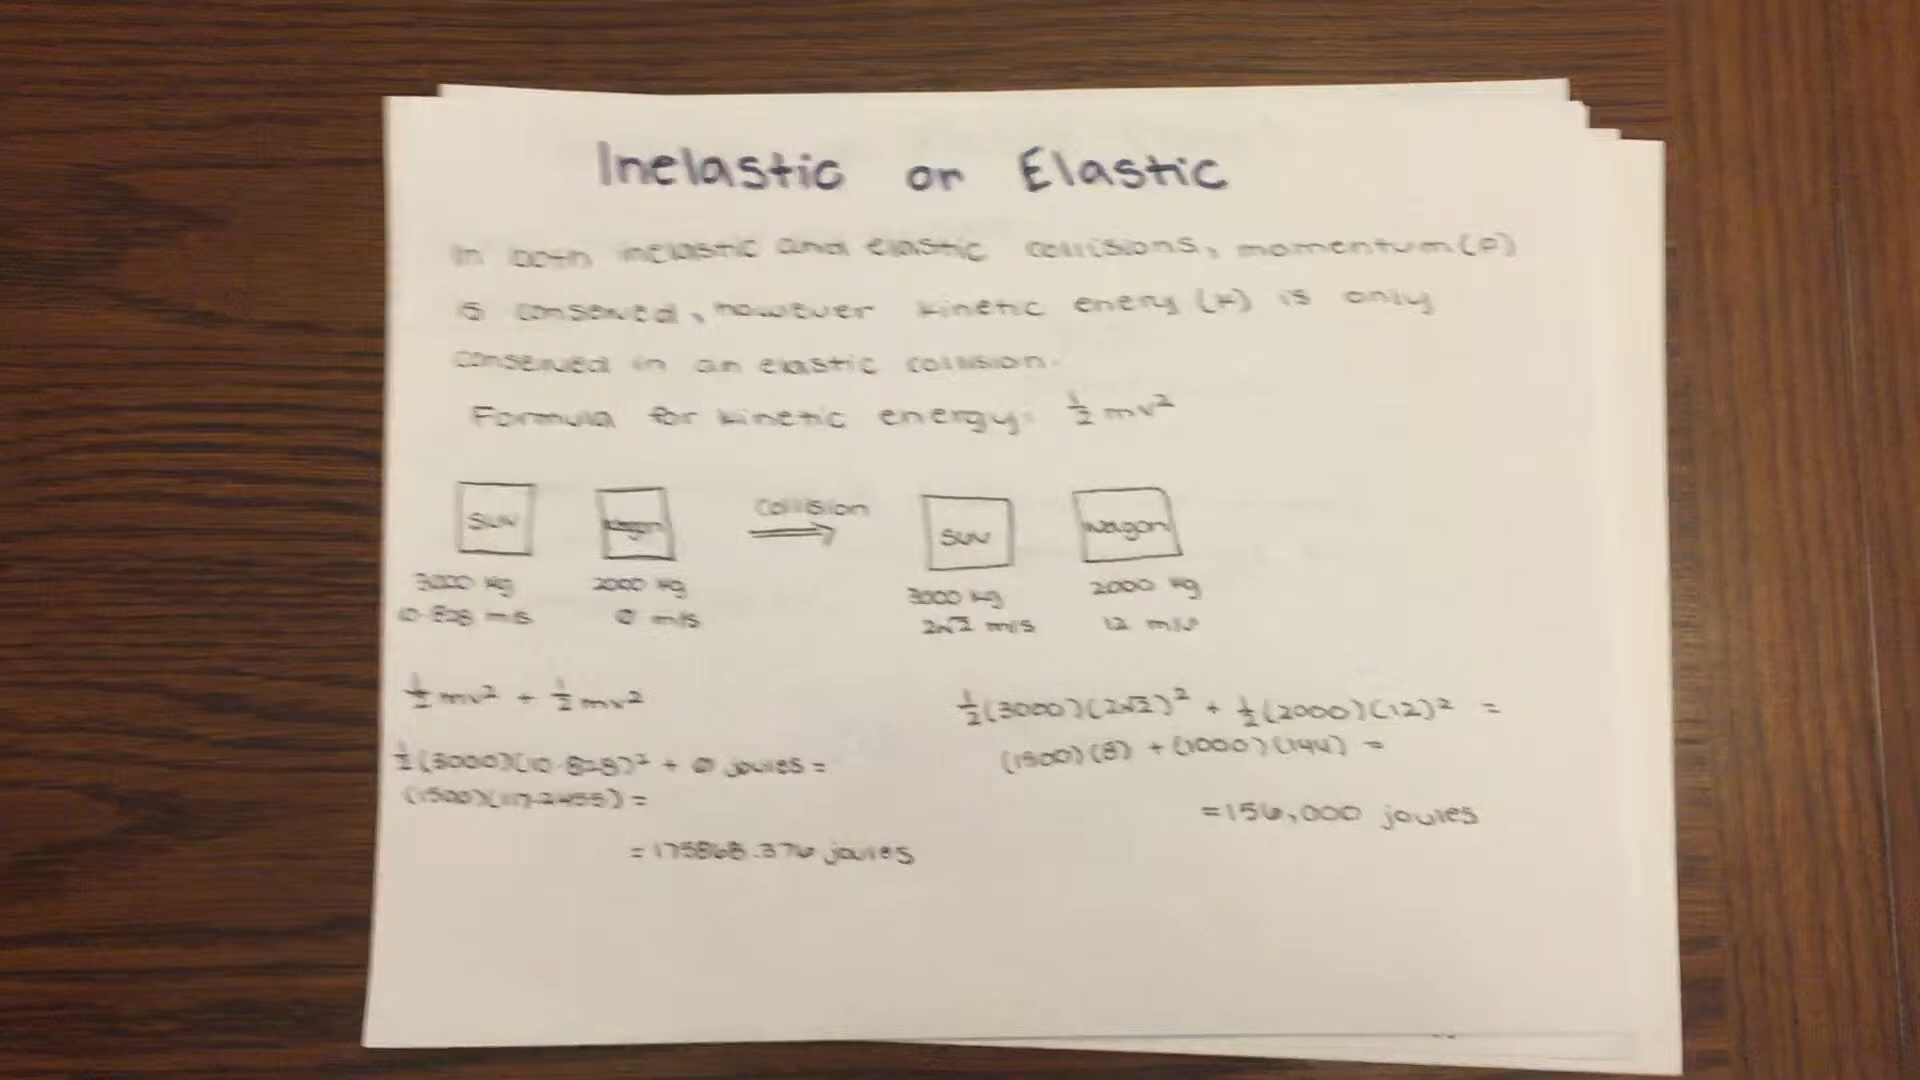 Inelastic or Elastic
In both inelastic and elastic collisions, momentum (P)
is conserved, however kinetic enery (K) is only
conserved in an elastic collision.
Formula for kinetic energy: ½ mv²
SUV
wagon
Collision
SUV
wagon
3000 kg
2000 kg
3000 kg
2000 kg
10.828 m/s
0 m/s
2√2 m/s
12 m/s
½ mv² + ½ mv²
½ (3000)(2√2)² + ½ (2000)(12)² =
½ (3000)(10.828)² + 0 joules =
(1500)(8) + (1000)(144) =
(1500)(117.2455) =
= 156,000 joules
= 175868.376 joules